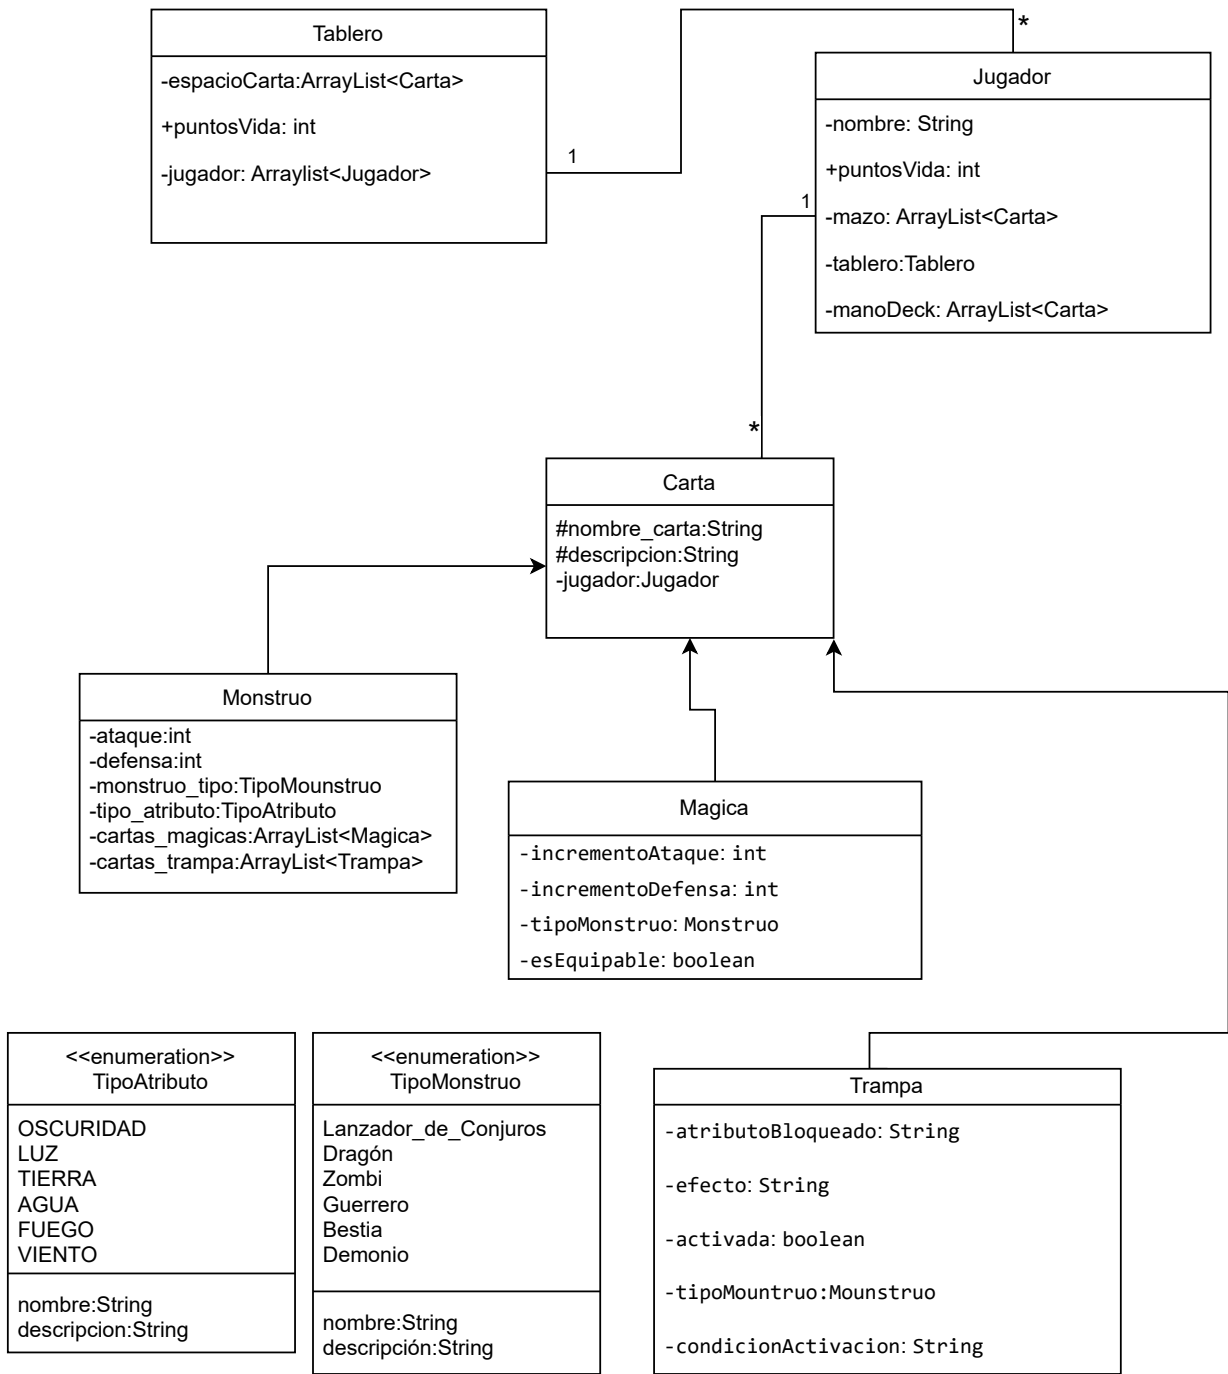 Tablero
-espacioCarta:ArrayList<Carta>
+puntosVida: int
-jugador: Arraylist<Jugador>
1
*
Jugador
-nombre: String
+puntosVida: int
-mazo: ArrayList<Carta>
-tablero:Tablero
-manoDeck: ArrayList<Carta>
1
*
Carta
#nombre_carta:String
#descripcion:String
-jugador:Jugador
Monstruo
-ataque:int
-defensa:int
-monstruo_tipo:TipoMounstruo
-tipo_atributo:TipoAtributo
-cartas_magicas:ArrayList<Magica>
-cartas_trampa:ArrayList<Trampa>
Magica
-incrementoAtaque: int
-incrementoDefensa: int
-tipoMonstruo: Monstruo
-esEquipable: boolean
<<enumeration>>
TipoAtributo
OSCURIDAD
LUZ
TIERRA
AGUA
FUEGO
VIENTO
nombre:String
descripcion:String
<<enumeration>>
TipoMonstruo
Lanzador_de_Conjuros
Dragón
Zombi
Guerrero
Bestia
Demonio
nombre:String
descripción:String
Trampa
-atributoBloqueado: String
-efecto: String
-activada: boolean
-tipoMountruo:Mounstruo
-condicionActivacion: String